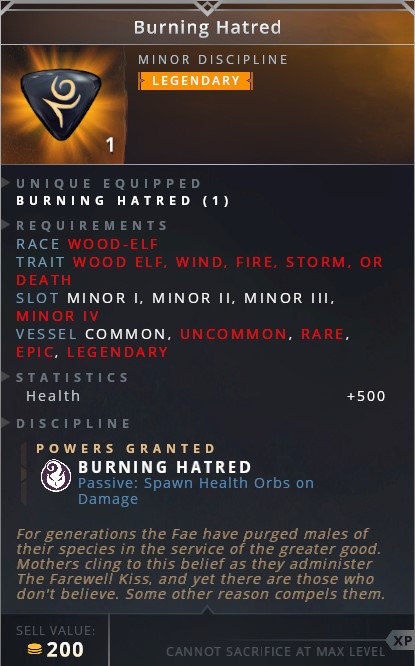 Burning Hatred
MINOR DISCIPLINE
LEGENDARY
1
UNIQUE EQUIPPED
BURNING HATRED (1)
REQUIREMENTS
RACE WOOD-ELF
TRAIT WOOD ELF, WIND, FIRE, STORM, OR
DEATH
SLOT MINOR I, MINOR II, MINOR III,
MINOR IV
VESSEL COMMON, UNCOMMON, RARE,
EPIC, LEGENDARY
STATISTICS
Health +500
DISCIPLINE
POWERS GRANTED
BURNING HATRED
Passive: Spawn Health Orbs on
Damage
For generations the Fae have purged males of
their species in the service of the greater good.
Mothers cling to this belief as they administer
The Farewell Kiss, and yet there are those who
don't believe. Some other reason compels them.
SELL VALUE:
200
XP
CANNOT SACRIFICE AT MAX LEVEL